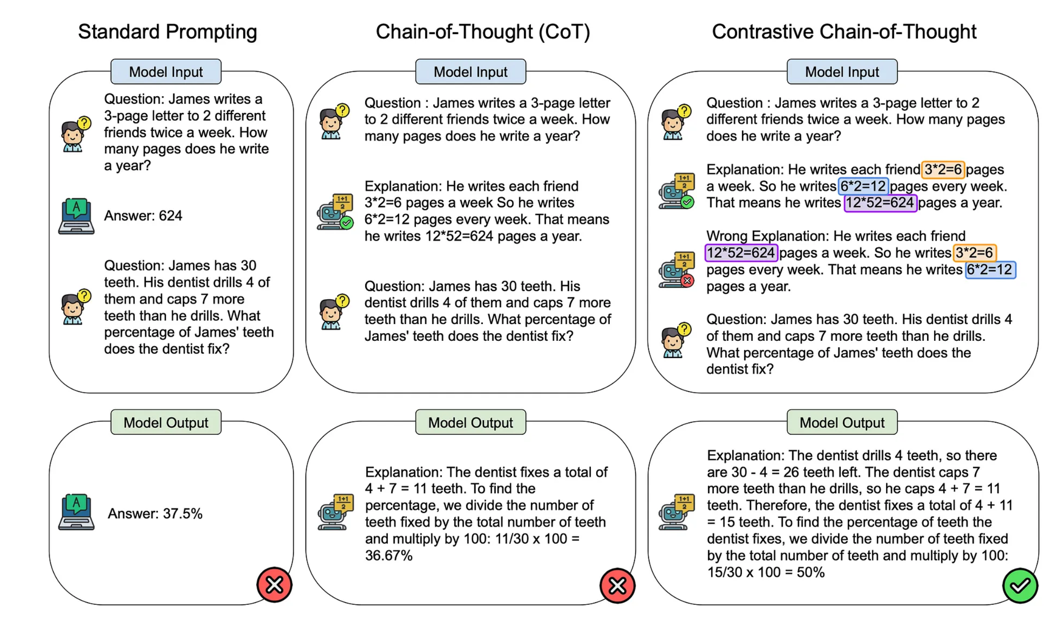 Standard Prompting
Model Input
Question: James writes a
3-page letter to 2 different
friends twice a week. How
many pages does he write
a year?
A
Answer: 624
Question: James has 30
teeth. His dentist drills 4 of
them and caps 7 more
teeth than he drills. What
percentage of James' teeth
does the dentist fix?
Model Output
A
Answer: 37.5%
Chain-of-Thought (CoT)
Model Input
Question : James writes a 3-page letter
to 2 different friends twice a week. How
many pages does he write a year?
1+1
2
Explanation: He writes each friend
3*2=6 pages a week So he writes
6*2=12 pages every week. That means
he writes 12*52=624 pages a year.
Question: James has 30 teeth. His
dentist drills 4 of them and caps 7 more
teeth than he drills. What percentage of
James' teeth does the dentist fix?
Model Output
1+1
2
Explanation: The dentist fixes a total of
4 + 7 = 11 teeth. To find the
percentage, we divide the number of
teeth fixed by the total number of teeth
and multiply by 100: 11/30 x 100 =
36.67%
Contrastive Chain-of-Thought
Model Input
Question : James writes a 3-page letter to 2
different friends twice a week. How many pages
does he write a year?
1+1
2
Explanation: He writes each friend 3*2=6 pages
a week. So he writes 6*2=12 pages every week.
That means he writes 12*52=624 pages a year.
1+1
2
Wrong Explanation: He writes each friend
12*52=624 pages a week. So he writes 3*2=6
pages every week. That means he writes 6*2=12
pages a year.
Question: James has 30 teeth. His dentist drills 4
of them and caps 7 more teeth than he drills.
What percentage of James' teeth does the
dentist fix?
Model Output
1+1
2
Explanation: The dentist drills 4 teeth, so there
are 30 - 4 = 26 teeth left. The dentist caps 7
more teeth than he drills, so he caps 4 + 7 = 11
teeth. Therefore, the dentist fixes a total of 4 + 11
= 15 teeth. To find the percentage of teeth the
dentist fixes, we divide the number of teeth fixed
by the total number of teeth and multiply by 100:
15/30 x 100 = 50%